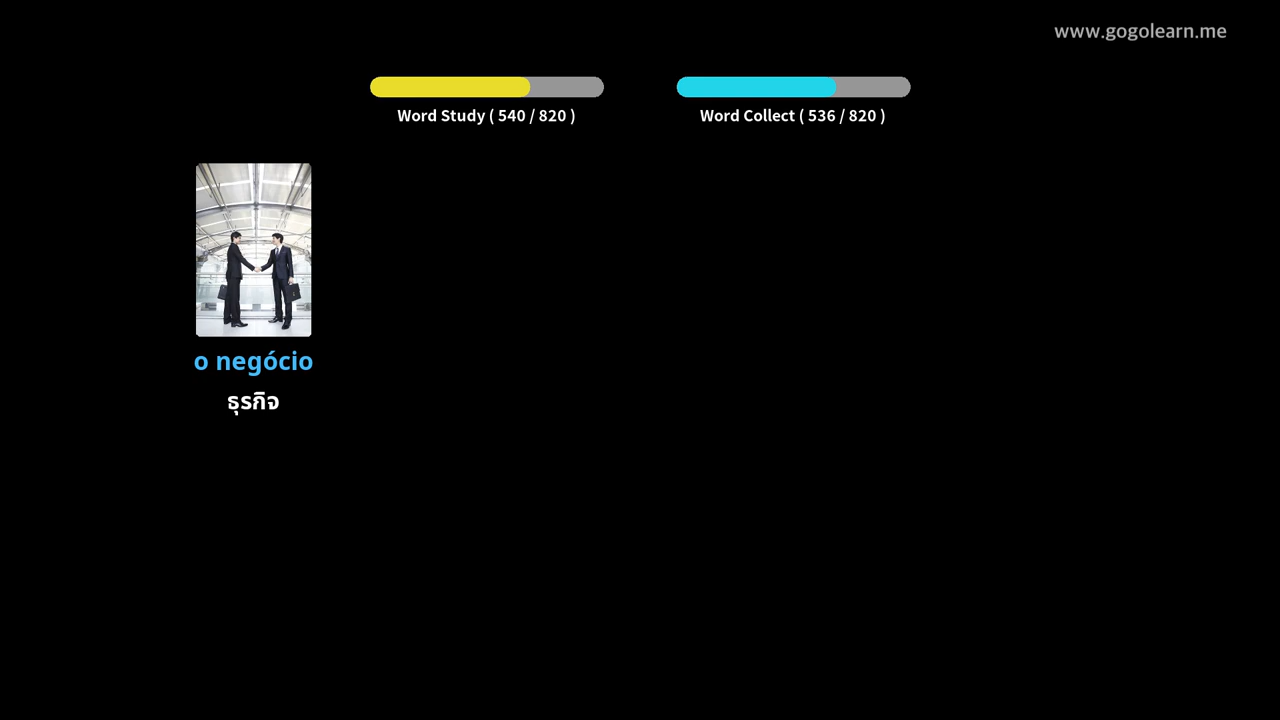 www.gogolearn.me
Word Study ( 540 / 820 )
Word Collect ( 536 / 820 )
o negócio
ธุรกิจ